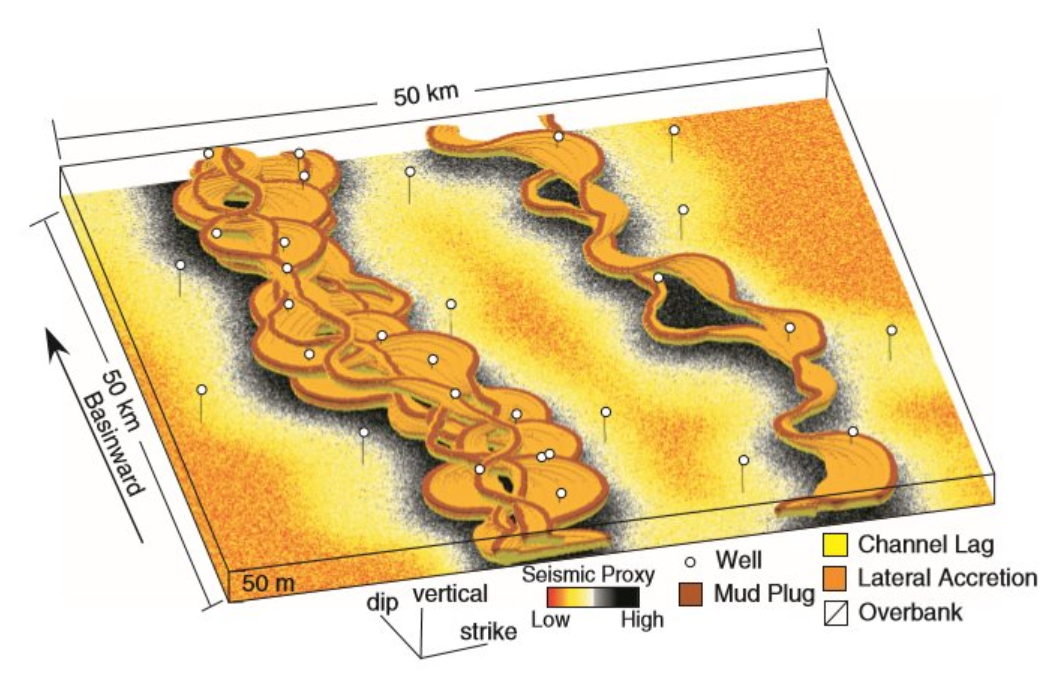 50 km
50 km
Basinward
50 m
dip
vertical
strike
Seismic Proxy
Low
High
Well
Mud Plug
Channel Lag
Lateral Accretion
Overbank